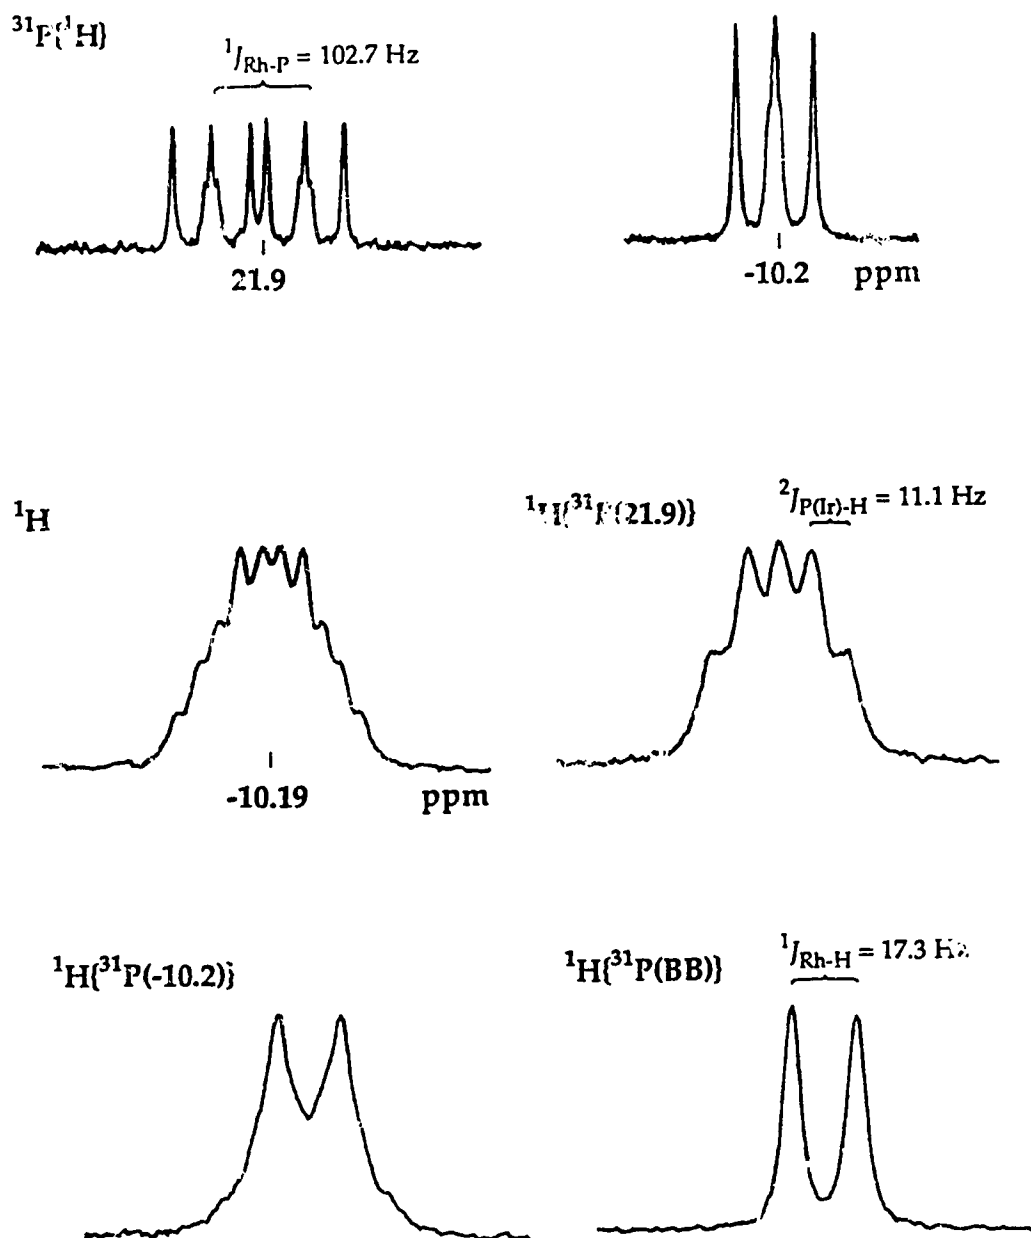 ³¹P{¹H}
¹J_Rh-P = 102.7 Hz
21.9
-10.2 ppm
¹H
-10.19 ppm
¹H{³¹P(21.9)}
²J_P(Ir)-H = 11.1 Hz
¹H{³¹P(-10.2)}
¹H{³¹P(BB)}
¹J_Rh-H = 17.3 Hz